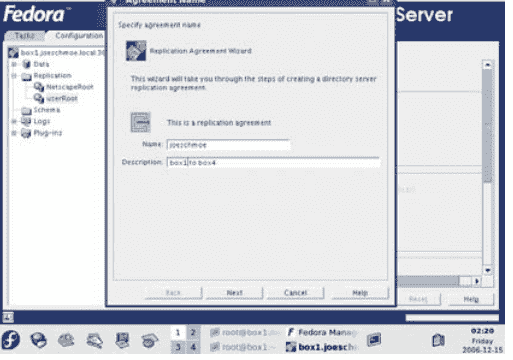 Agreement Name
Fedora
Server
Tasks
Configuration
box1.joeschmoe.local:38
Data
Replication
NetscapeRoot
userRoot
Schema
Logs
Plug-ins
Specify agreement name
Replication Agreement Wizard
This wizard will take you through the steps of creating a directory server
replication agreement.
This is a replication agreement
Name: joeschmoe
Description: box1 to box4
Back
Next
Cancel
Help
Reset
Help
1 2
3 4
root@box1
Fedora Manag
root@box1:~
box1.joesch
02:20
Friday
2006-12-15